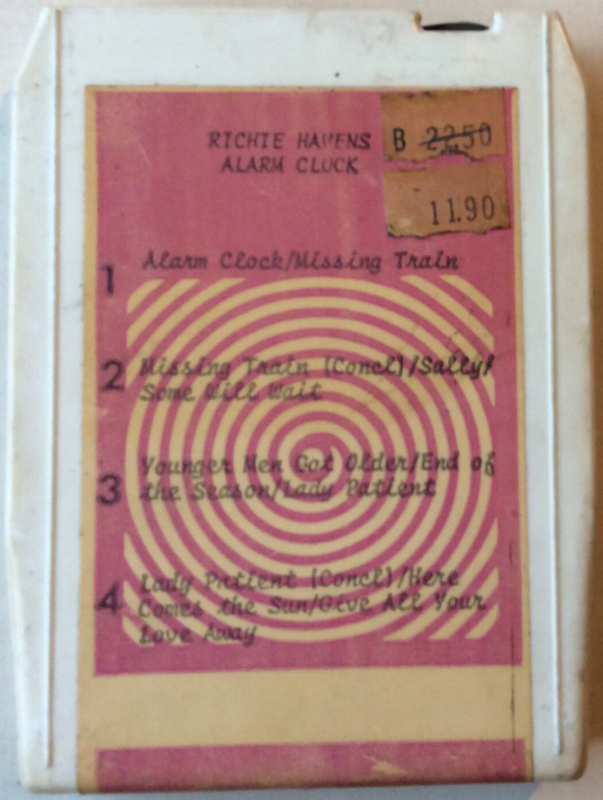 RICHIE HAVENS
ALARM CLOCK
B 22.50
11.90
1 Alarm Clock/Missing Train
2 Missing Train (Concl)/Sally/
Some Will Wait
3 Younger Men Got Older/End of
the Season/Lady Patient
4 Lady Patient (Concl)/Here
Comes the Sun/Give All Your
Love Away